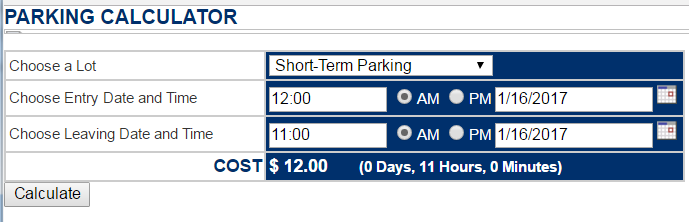 PARKING CALCULATOR
Choose a Lot Short-Term Parking
Choose Entry Date and Time 12:00 AM PM 1/16/2017
Choose Leaving Date and Time 11:00 AM PM 1/16/2017
COST $ 12.00 (0 Days, 11 Hours, 0 Minutes)
Calculate